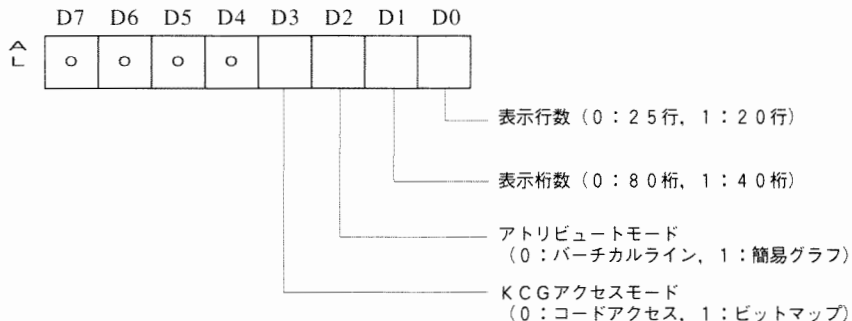 D7 D6 D5 D4 D3 D2 D1 D0
AL 0 0 0 0
表示行数（0：25行，1：20行）
表示桁数（0：80桁，1：40桁）
アトリビュートモード
（0：バーチカルライン，1：簡易グラフ）
KCGアクセスモード
（0：コードアクセス，1：ビットマップ）